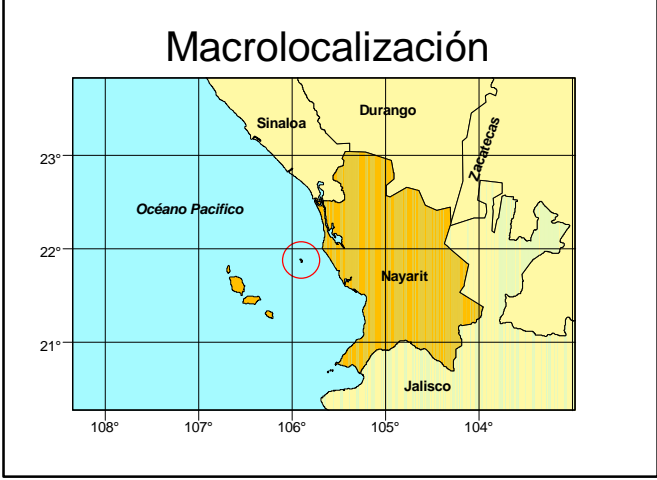 Macrolocalización
Durango
Sinaloa
Zacatecas
23°
Océano Pacifico
22°
Nayarit
21°
Jalisco
108° 107° 106° 105° 104°